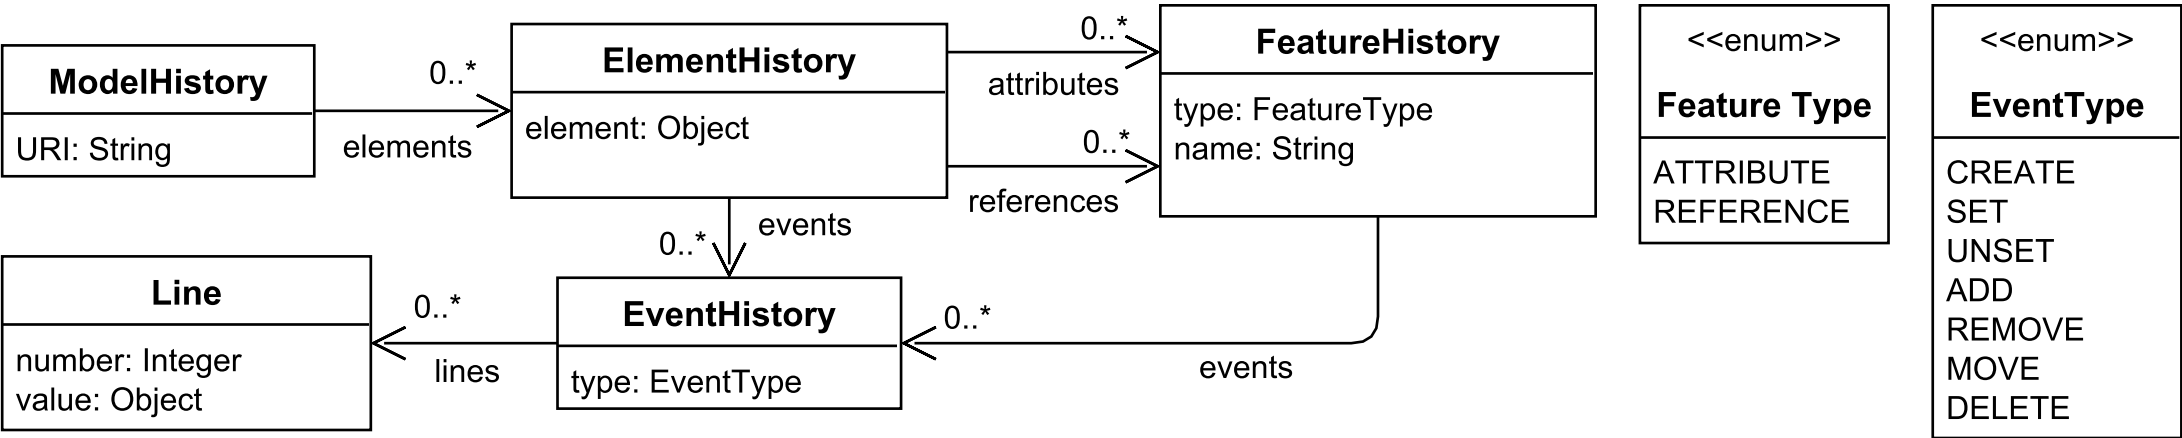 ModelHistory
URI: String
0..*
elements
ElementHistory
element: Object
0..*
attributes
0..*
references
FeatureHistory
type: FeatureType
name: String
<<enum>>
Feature Type
ATTRIBUTE
REFERENCE
<<enum>>
EventType
CREATE
SET
UNSET
ADD
REMOVE
MOVE
DELETE
events
0..*
Line
number: Integer
value: Object
0..*
lines
EventHistory
type: EventType
0..*
events